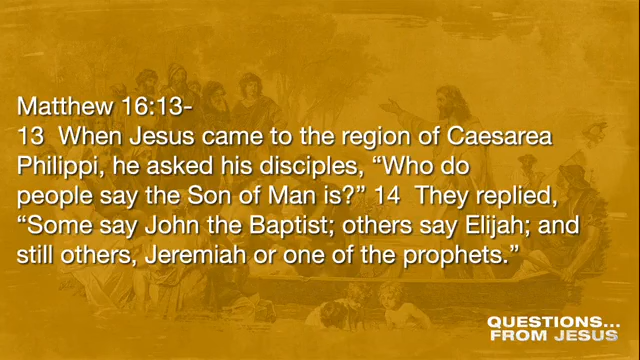 Matthew 16:13-
13  When Jesus came to the region of Caesarea
Philippi, he asked his disciples, “Who do
people say the Son of Man is?” 14  They replied,
“Some say John the Baptist; others say Elijah; and
still others, Jeremiah or one of the prophets.”
QUESTIONS...
FROM JESUS